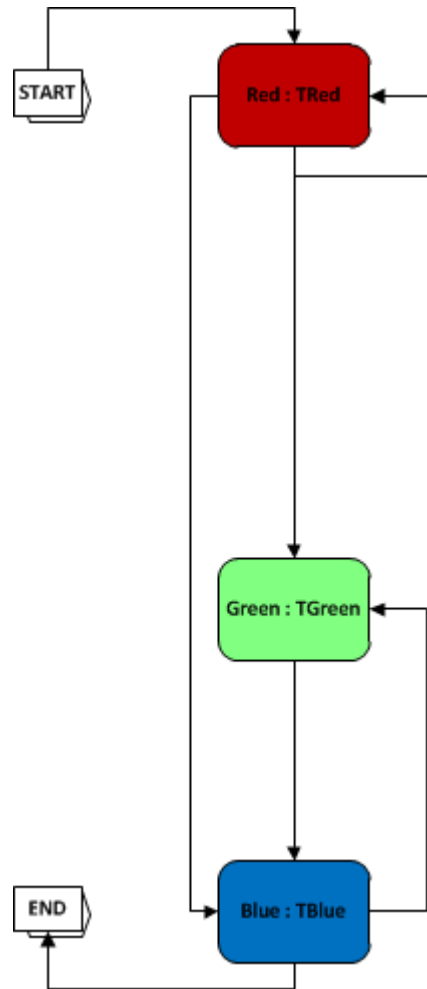 START
Red : TRed
Green : TGreen
END
Blue : TBlue